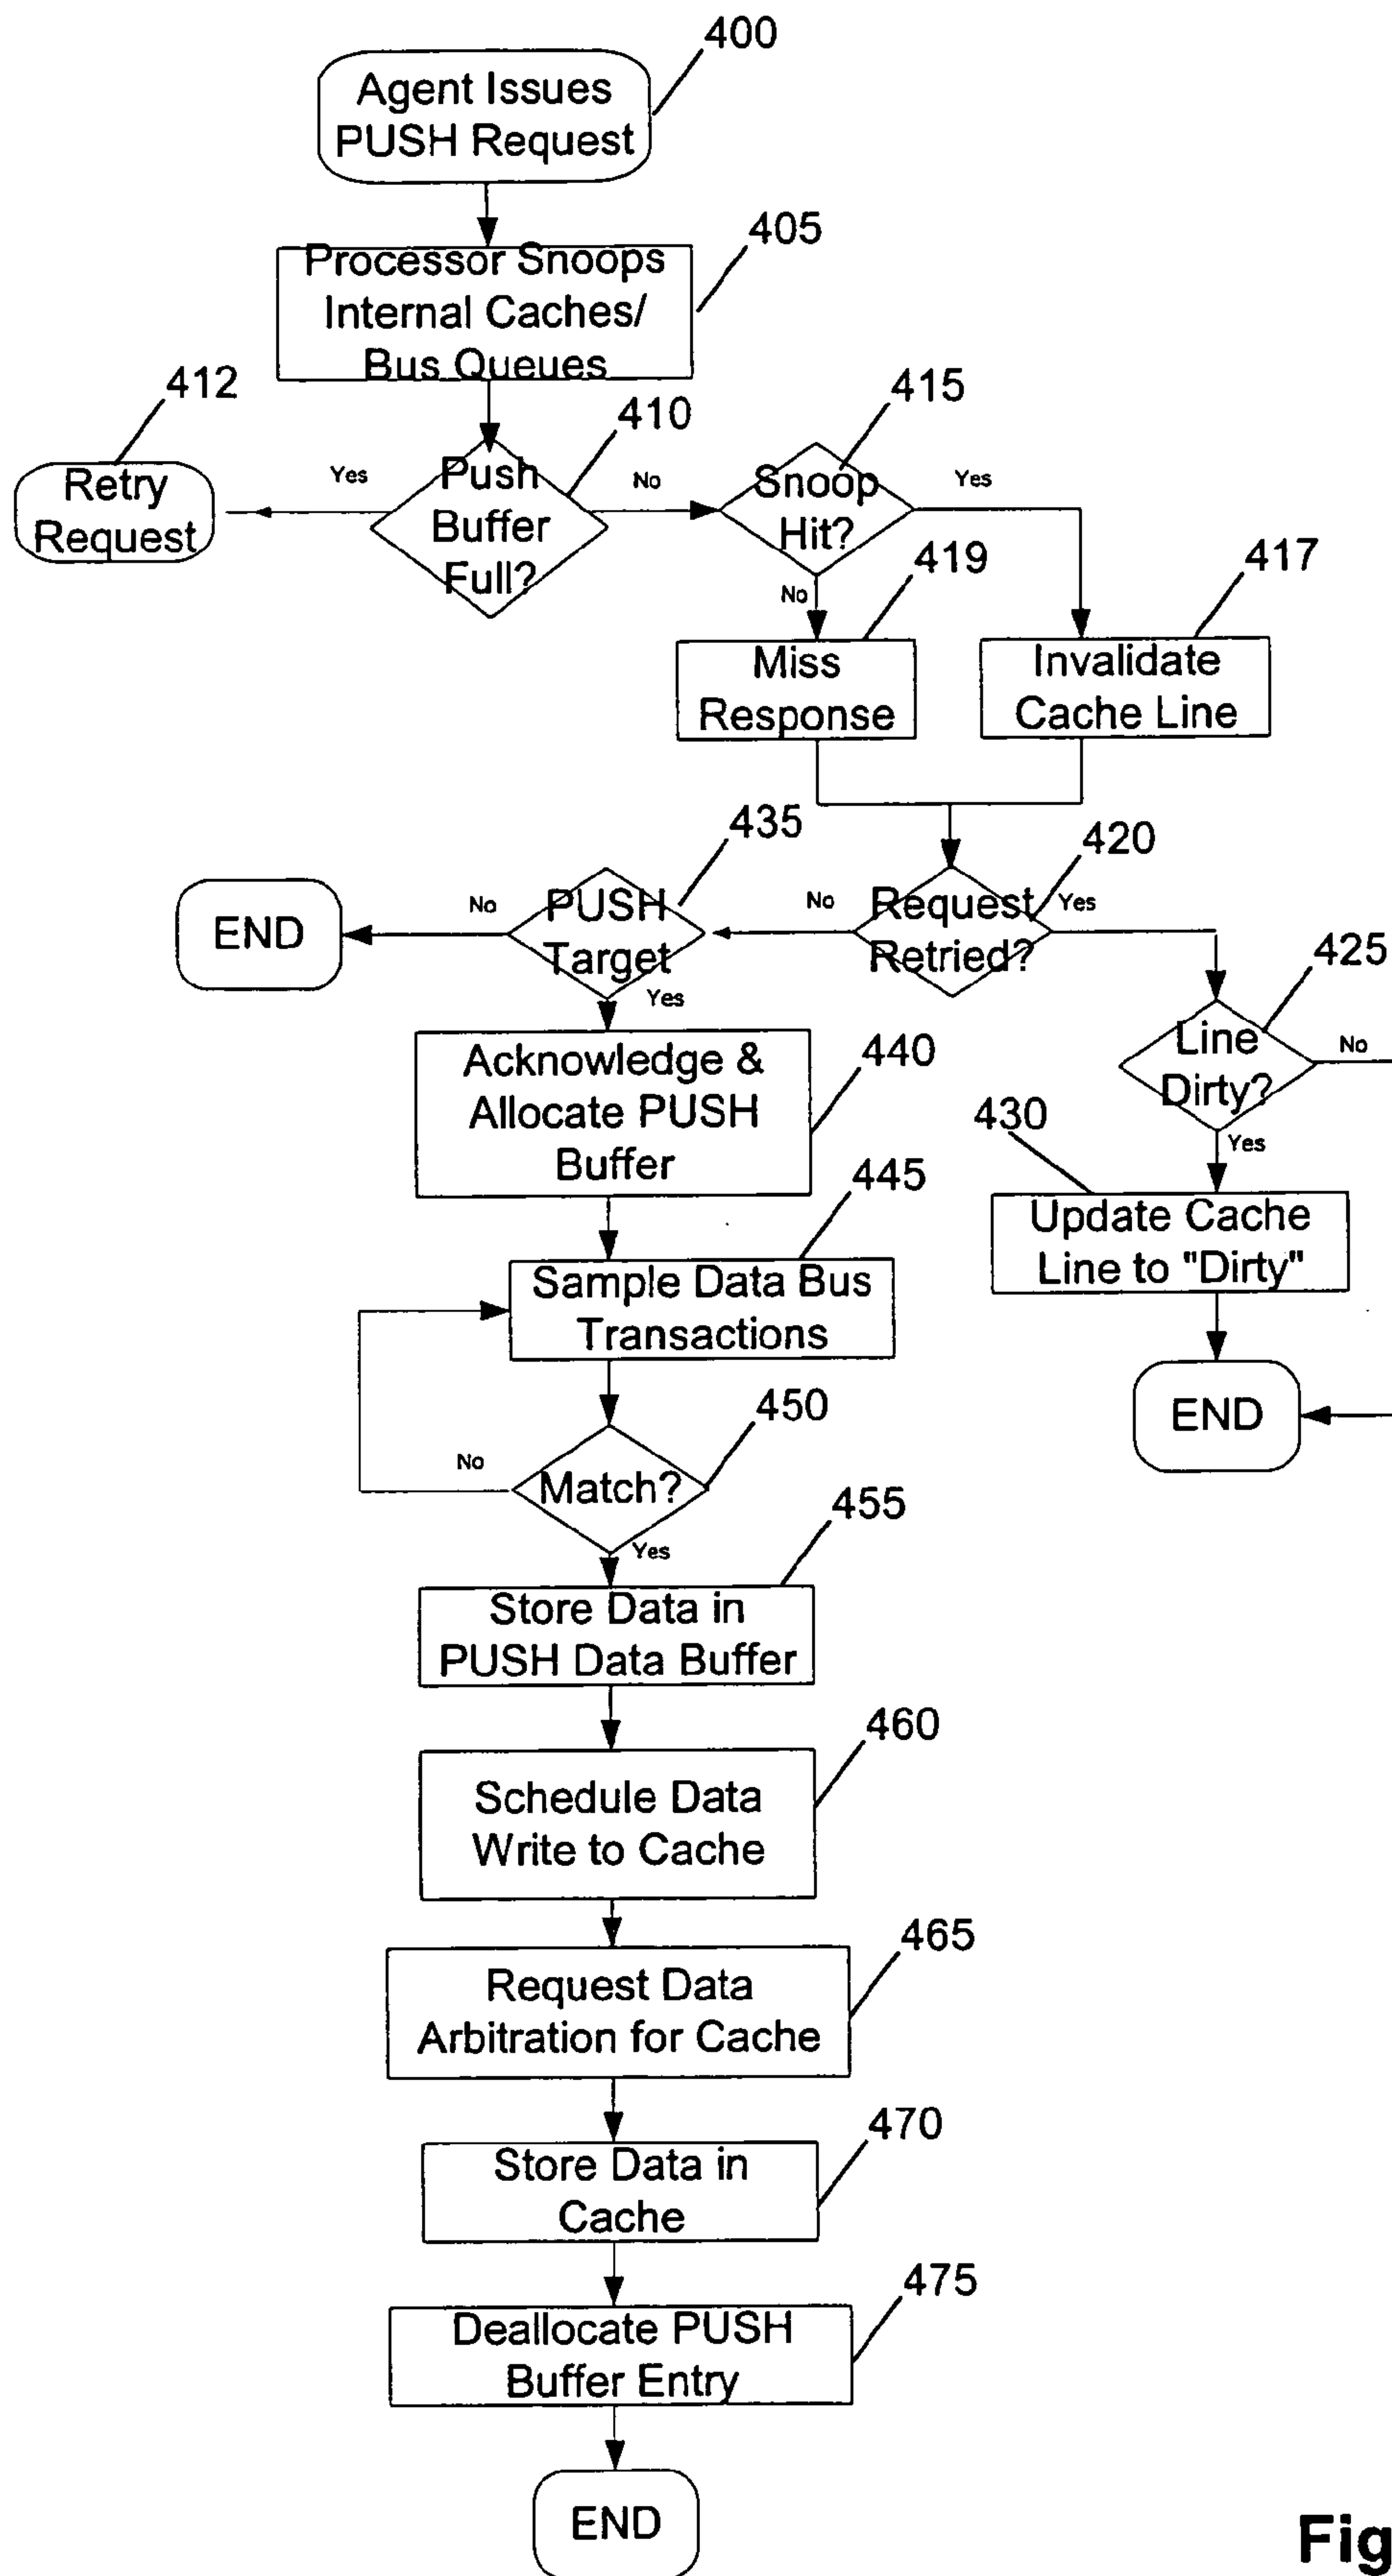 400
Agent Issues
PUSH Request
405
Processor Snoops
Internal Caches/
Bus Queues
412
Retry
Request
Yes
410
Push
Buffer
Full?
No
415
Snoop
Hit?
Yes
No
419
Miss
Response
417
Invalidate
Cache Line
420
Request
Retried?
Yes
No
435
PUSH
Target
No
END
Yes
425
Line
Dirty?
No
Yes
430
Update Cache
Line to "Dirty"
END
440
Acknowledge &
Allocate PUSH
Buffer
445
Sample Data Bus
Transactions
450
Match?
No
Yes
455
Store Data in
PUSH Data Buffer
460
Schedule Data
Write to Cache
465
Request Data
Arbitration for Cache
470
Store Data in
Cache
475
Deallocate PUSH
Buffer Entry
END
Fig